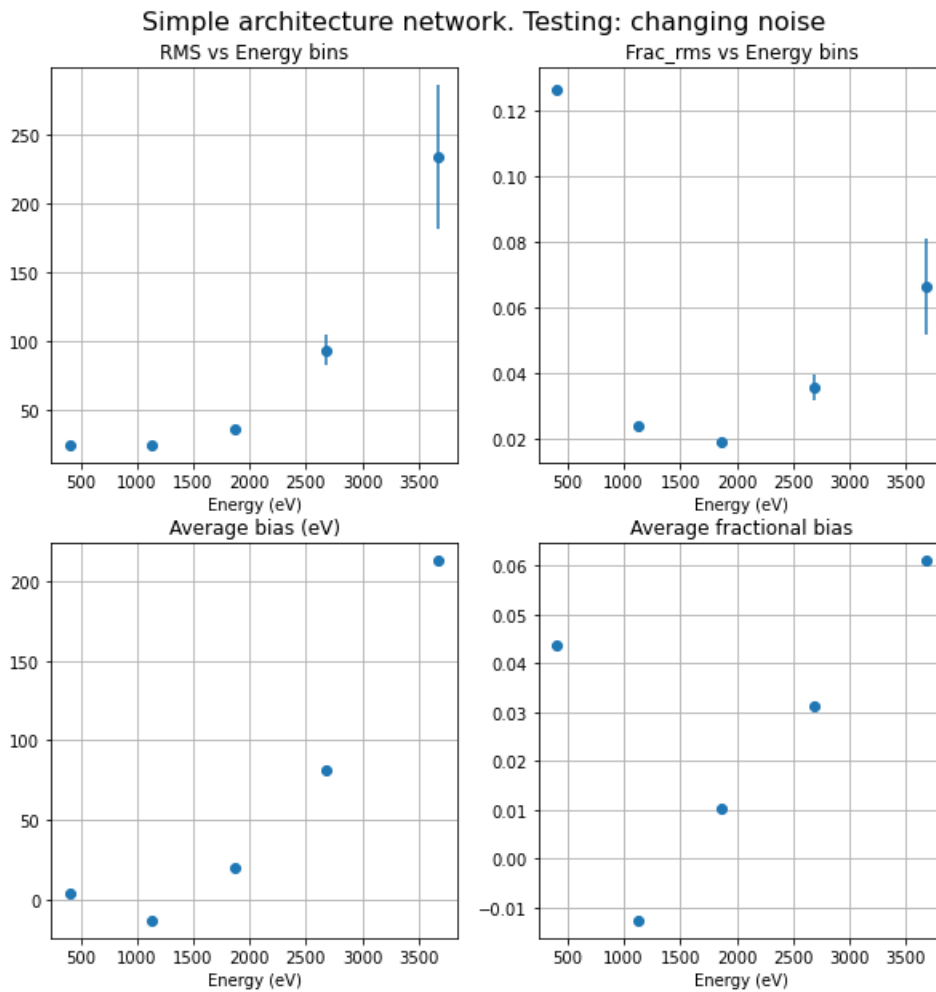 Simple architecture network. Testing: changing noise
RMS vs Energy bins
250
200
150
100
50
500 1000 1500 2000 2500 3000 3500
Energy (eV)
Frac_rms vs Energy bins
0.12
0.10
0.08
0.06
0.04
0.02
500 1000 1500 2000 2500 3000 3500
Energy (eV)
Average bias (eV)
200
150
100
50
0
500 1000 1500 2000 2500 3000 3500
Energy (eV)
Average fractional bias
0.06
0.05
0.04
0.03
0.02
0.01
0.00
−0.01
500 1000 1500 2000 2500 3000 3500
Energy (eV)